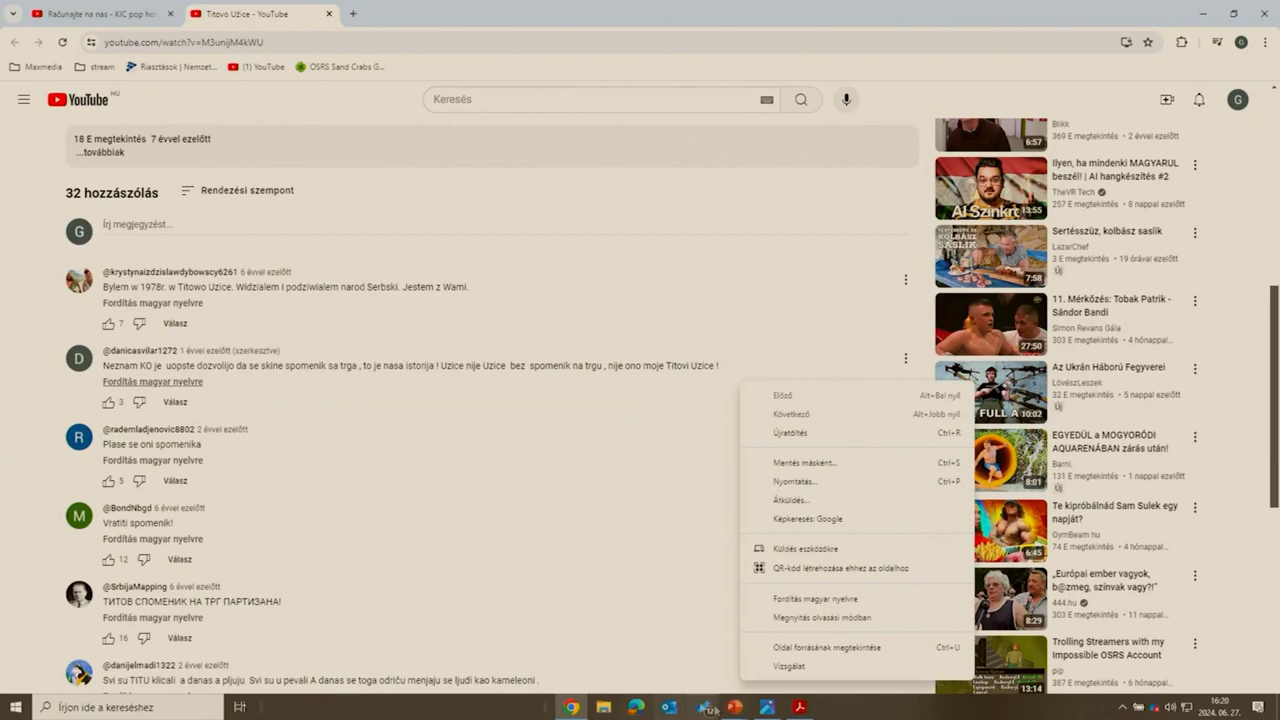 Računajte na nas - KIC pop ho
Titovo Užice - YouTube
youtube.com/watch?v=M3unijM4kWU
Maxmedia
stream
Riasztások | Nemzet...
(1) YouTube
OSRS Sand Crabs G...
YouTube HU
Keresés
G
18 E megtekintés 7 évvel ezelőtt
...továbbiak
32 hozzászólás
Rendezési szempont
G
Írj megjegyzést...
@krystynaizdzislawdybowscy6261 6 évvel ezelőtt
Bylem w 1978r. w Titowo Uzice. Widzialem i podziwialem narod Serbski. Jestem z Wami.
Fordítás magyar nyelvre
7 Válasz
D
@danicasvilar1272 1 évvel ezelőtt (szerkesztve)
Neznam KO je uopste dozvolijo da se skine spomenik sa trga , to je nasa istorija ! Uzice nije Uzice bez spomenik na trgu , nije ono moje Titovi Uzice !
Fordítás magyar nyelvre
3 Válasz
R
@rademladjenovic8802 2 évvel ezelőtt
Plase se oni spomenika
Fordítás magyar nyelvre
5 Válasz
M
@BondNbgd 6 évvel ezelőtt
Vratiti spomenik!
Fordítás magyar nyelvre
12 Válasz
@SrbijaMapping 6 évvel ezelőtt
ТИТОВ СПОМЕНИК НА ТРГ ПАРТИЗАНА!
Fordítás magyar nyelvre
16 Válasz
@danijelmadi1322 2 évvel ezelőtt
Svi su TITU klicali a danas a pljuju Svi su u pevali A danas se toga odriču menjaju se ljudi kao kameleoni .
Előző Alt+Bal nyíl
Következő Alt+Jobb nyíl
Újratöltés Ctrl+R
Mentés másként... Ctrl+S
Nyomtatás... Ctrl+P
Átküldés...
Képkeresés: Google
Küldés eszközökre
QR-kód létrehozása ehhez az oldalhoz
Fordítás magyar nyelvre
Megnyitás olvasási módban
Oldal forrásának megtekintése Ctrl+U
Vizsgálat
6:57
Blikk
369 E megtekintés • 2 évvel ezelőtt
13:55
Ilyen, ha mindenki MAGYARUL
beszél! | AI hangkészítés #2
TheVR Tech
257 E megtekintés • 8 nappal ezelőtt
KOLBÁSZ
SASLIK
7:58
Sertésszűz, kolbász saslik
LazarChef
3 E megtekintés • 19 órával ezelőtt
Új
27:50
11. Mérkőzés: Tobak Patrik -
Sándor Bandi
Simon Revans Gála
303 E megtekintés • 4 hónappal...
FULL A
10:02
Az Ukrán Háború Fegyverei
LövészLeszek
32 E megtekintés • 5 nappal ezelőtt
Új
8:01
EGYEDÜL a MOGYORÓDI
AQUARENÁBAN zárás után!
Barni.
131 E megtekintés • 1 nappal ezelőtt
Új
6:45
Te kipróbálnád Sam Sulek egy
napját?
GymBeam hu
74 E megtekintés • 4 hónappal...
8:29
„Európai ember vagyok,
b@zmeg, színvak vagy?!"
444.hu
303 E megtekintés • 11 nappal...
13:14
Trolling Streamers with my
Impossible OSRS Account
pip
387 E megtekintés • 6 hónappal...
Írjon ide a kereséshez
16:20
2024. 06. 27.